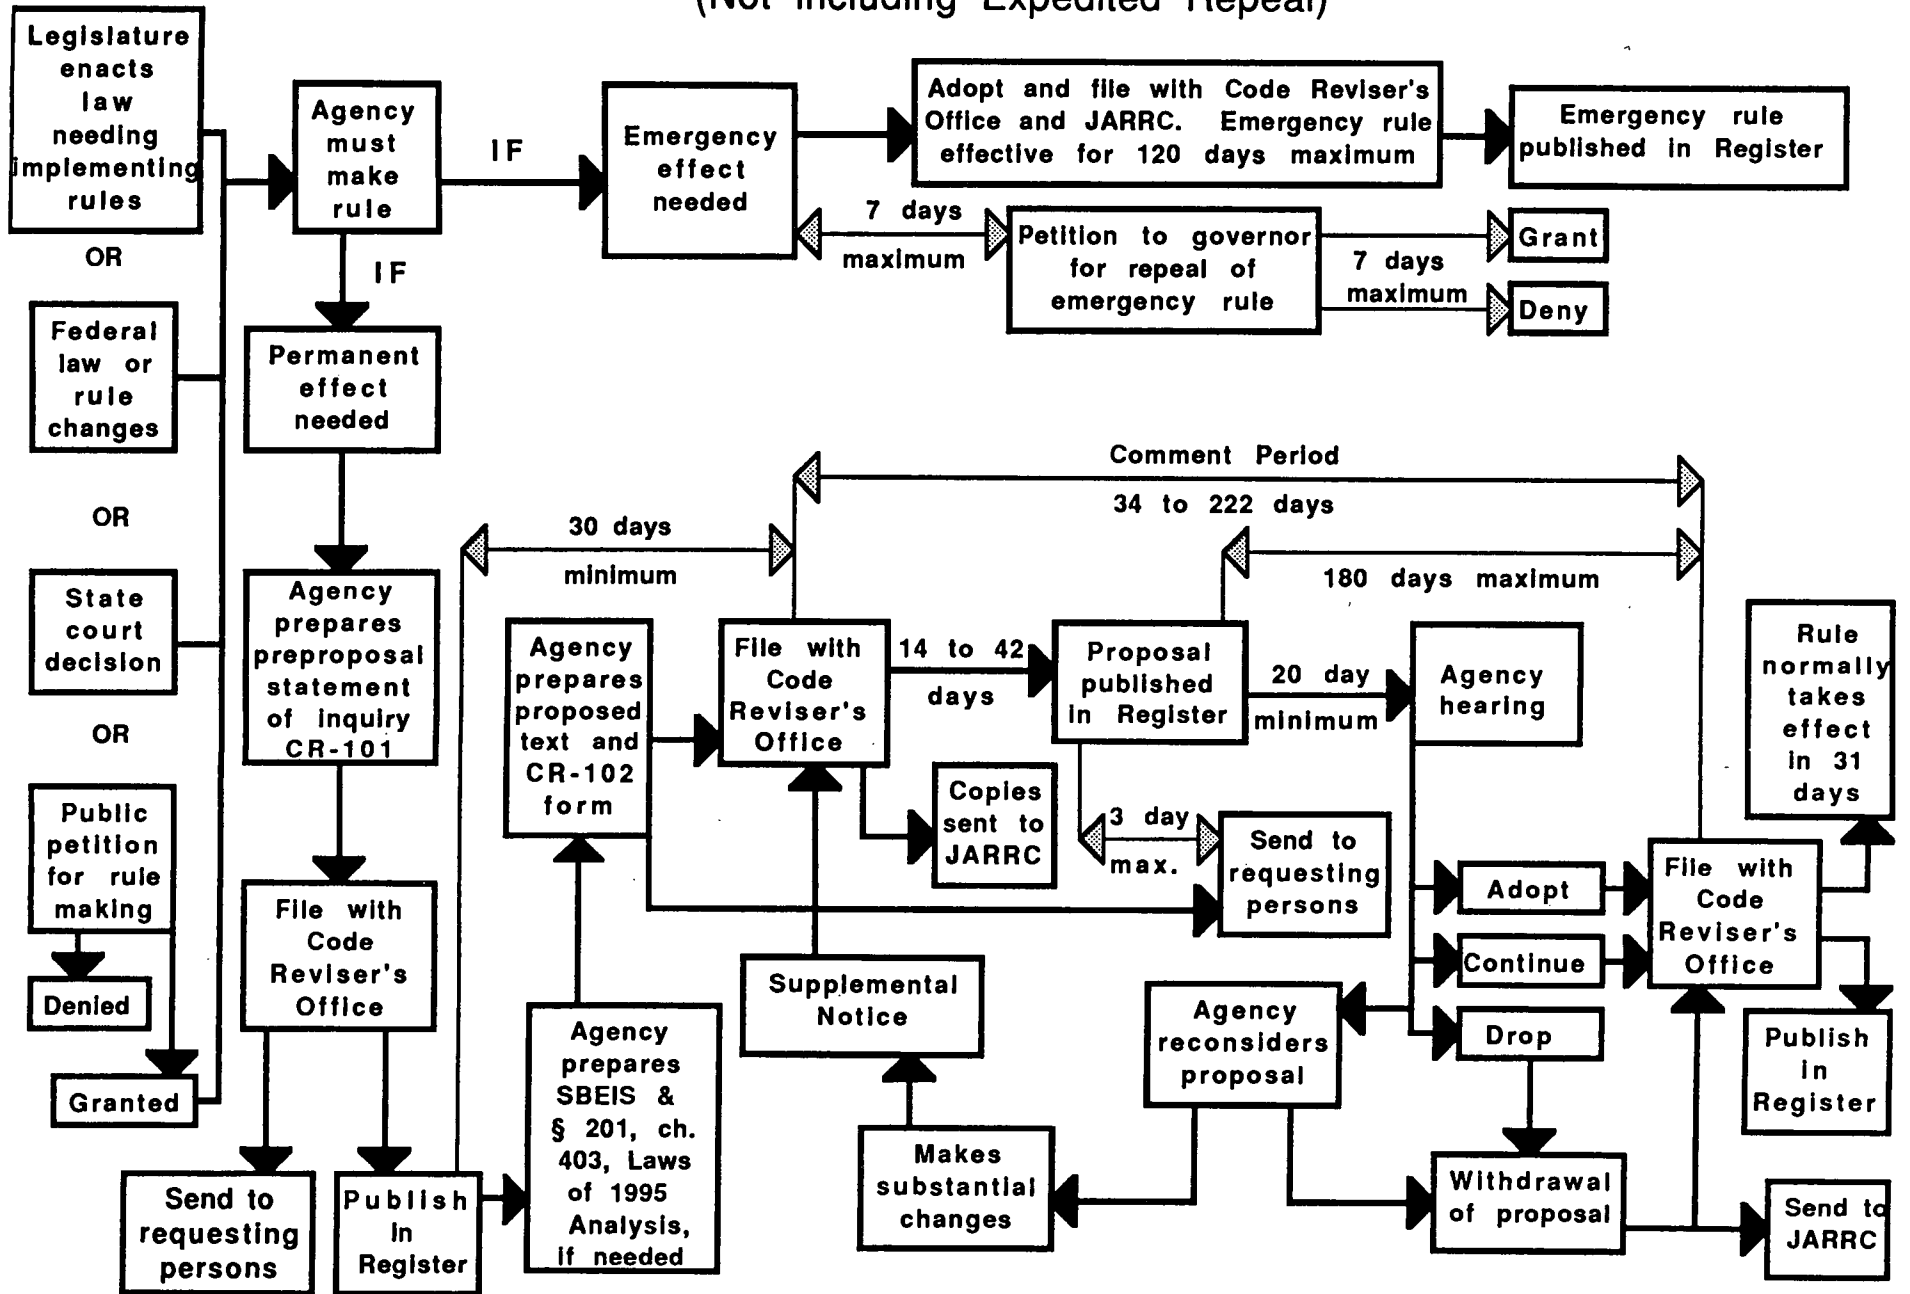 (Not Including Expedited Repeal)
Legislature
enacts
law
needing
implementing
rules
OR
Federal
law or
rule
changes
OR
State
court
decision
OR
Public
petition
for rule
making
Denied
Granted
Agency
must
make
rule
IF
IF
Permanent
effect
needed
Agency
prepares
preproposal
statement
of inquiry
CR-101
File with
Code
Reviser's
Office
Send to
requesting
persons
Publish
in
Register
Emergency
effect
needed
Adopt and file with Code Reviser's
Office and JARRC. Emergency rule
effective for 120 days maximum
Emergency rule
published in Register
7 days
maximum
Petition to governor
for repeal of
emergency rule
7 days
maximum
Grant
Deny
Comment Period
34 to 222 days
30 days
minimum
180 days maximum
Agency
prepares
proposed
text and
CR-102
form
File with
Code
Reviser's
Office
14 to 42
days
Proposal
published
in Register
20 day
minimum
Agency
hearing
Rule
normally
takes
effect
in 31
days
Copies
sent to
JARRC
3 day
max.
Send to
requesting
persons
Adopt
Continue
Drop
File with
Code
Reviser's
Office
Supplemental
Notice
Agency
reconsiders
proposal
Publish
in
Register
Agency
prepares
SBEIS &
§ 201, ch.
403, Laws
of 1995
Analysis,
if needed
Makes
substantial
changes
Withdrawal
of proposal
Send to
JARRC